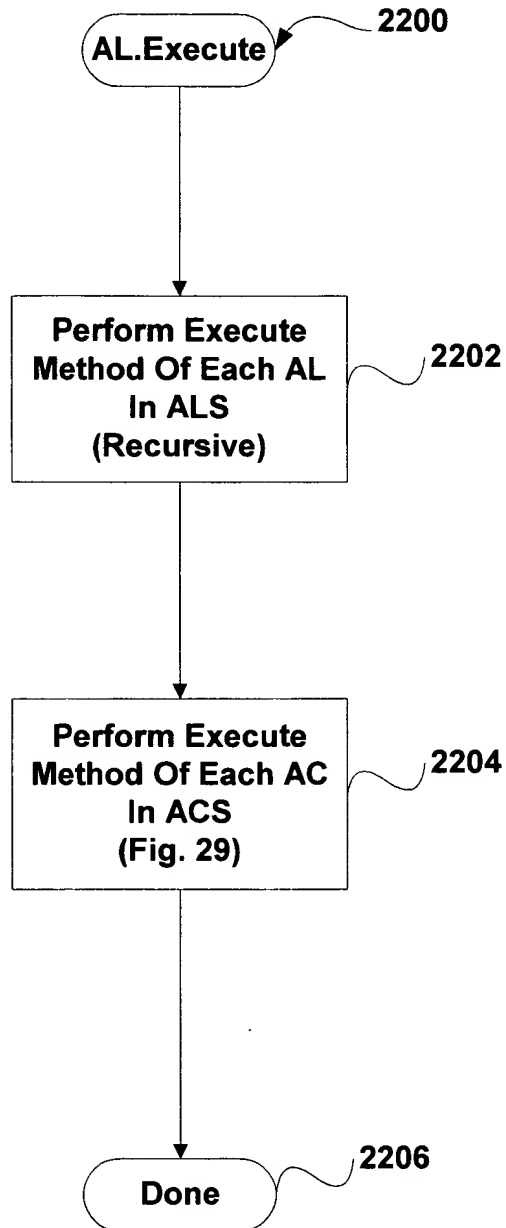 2200
AL.Execute
Perform Execute
Method Of Each AL
In ALS
(Recursive)
2202
Perform Execute
Method Of Each AC
In ACS
(Fig. 29)
2204
2206
Done